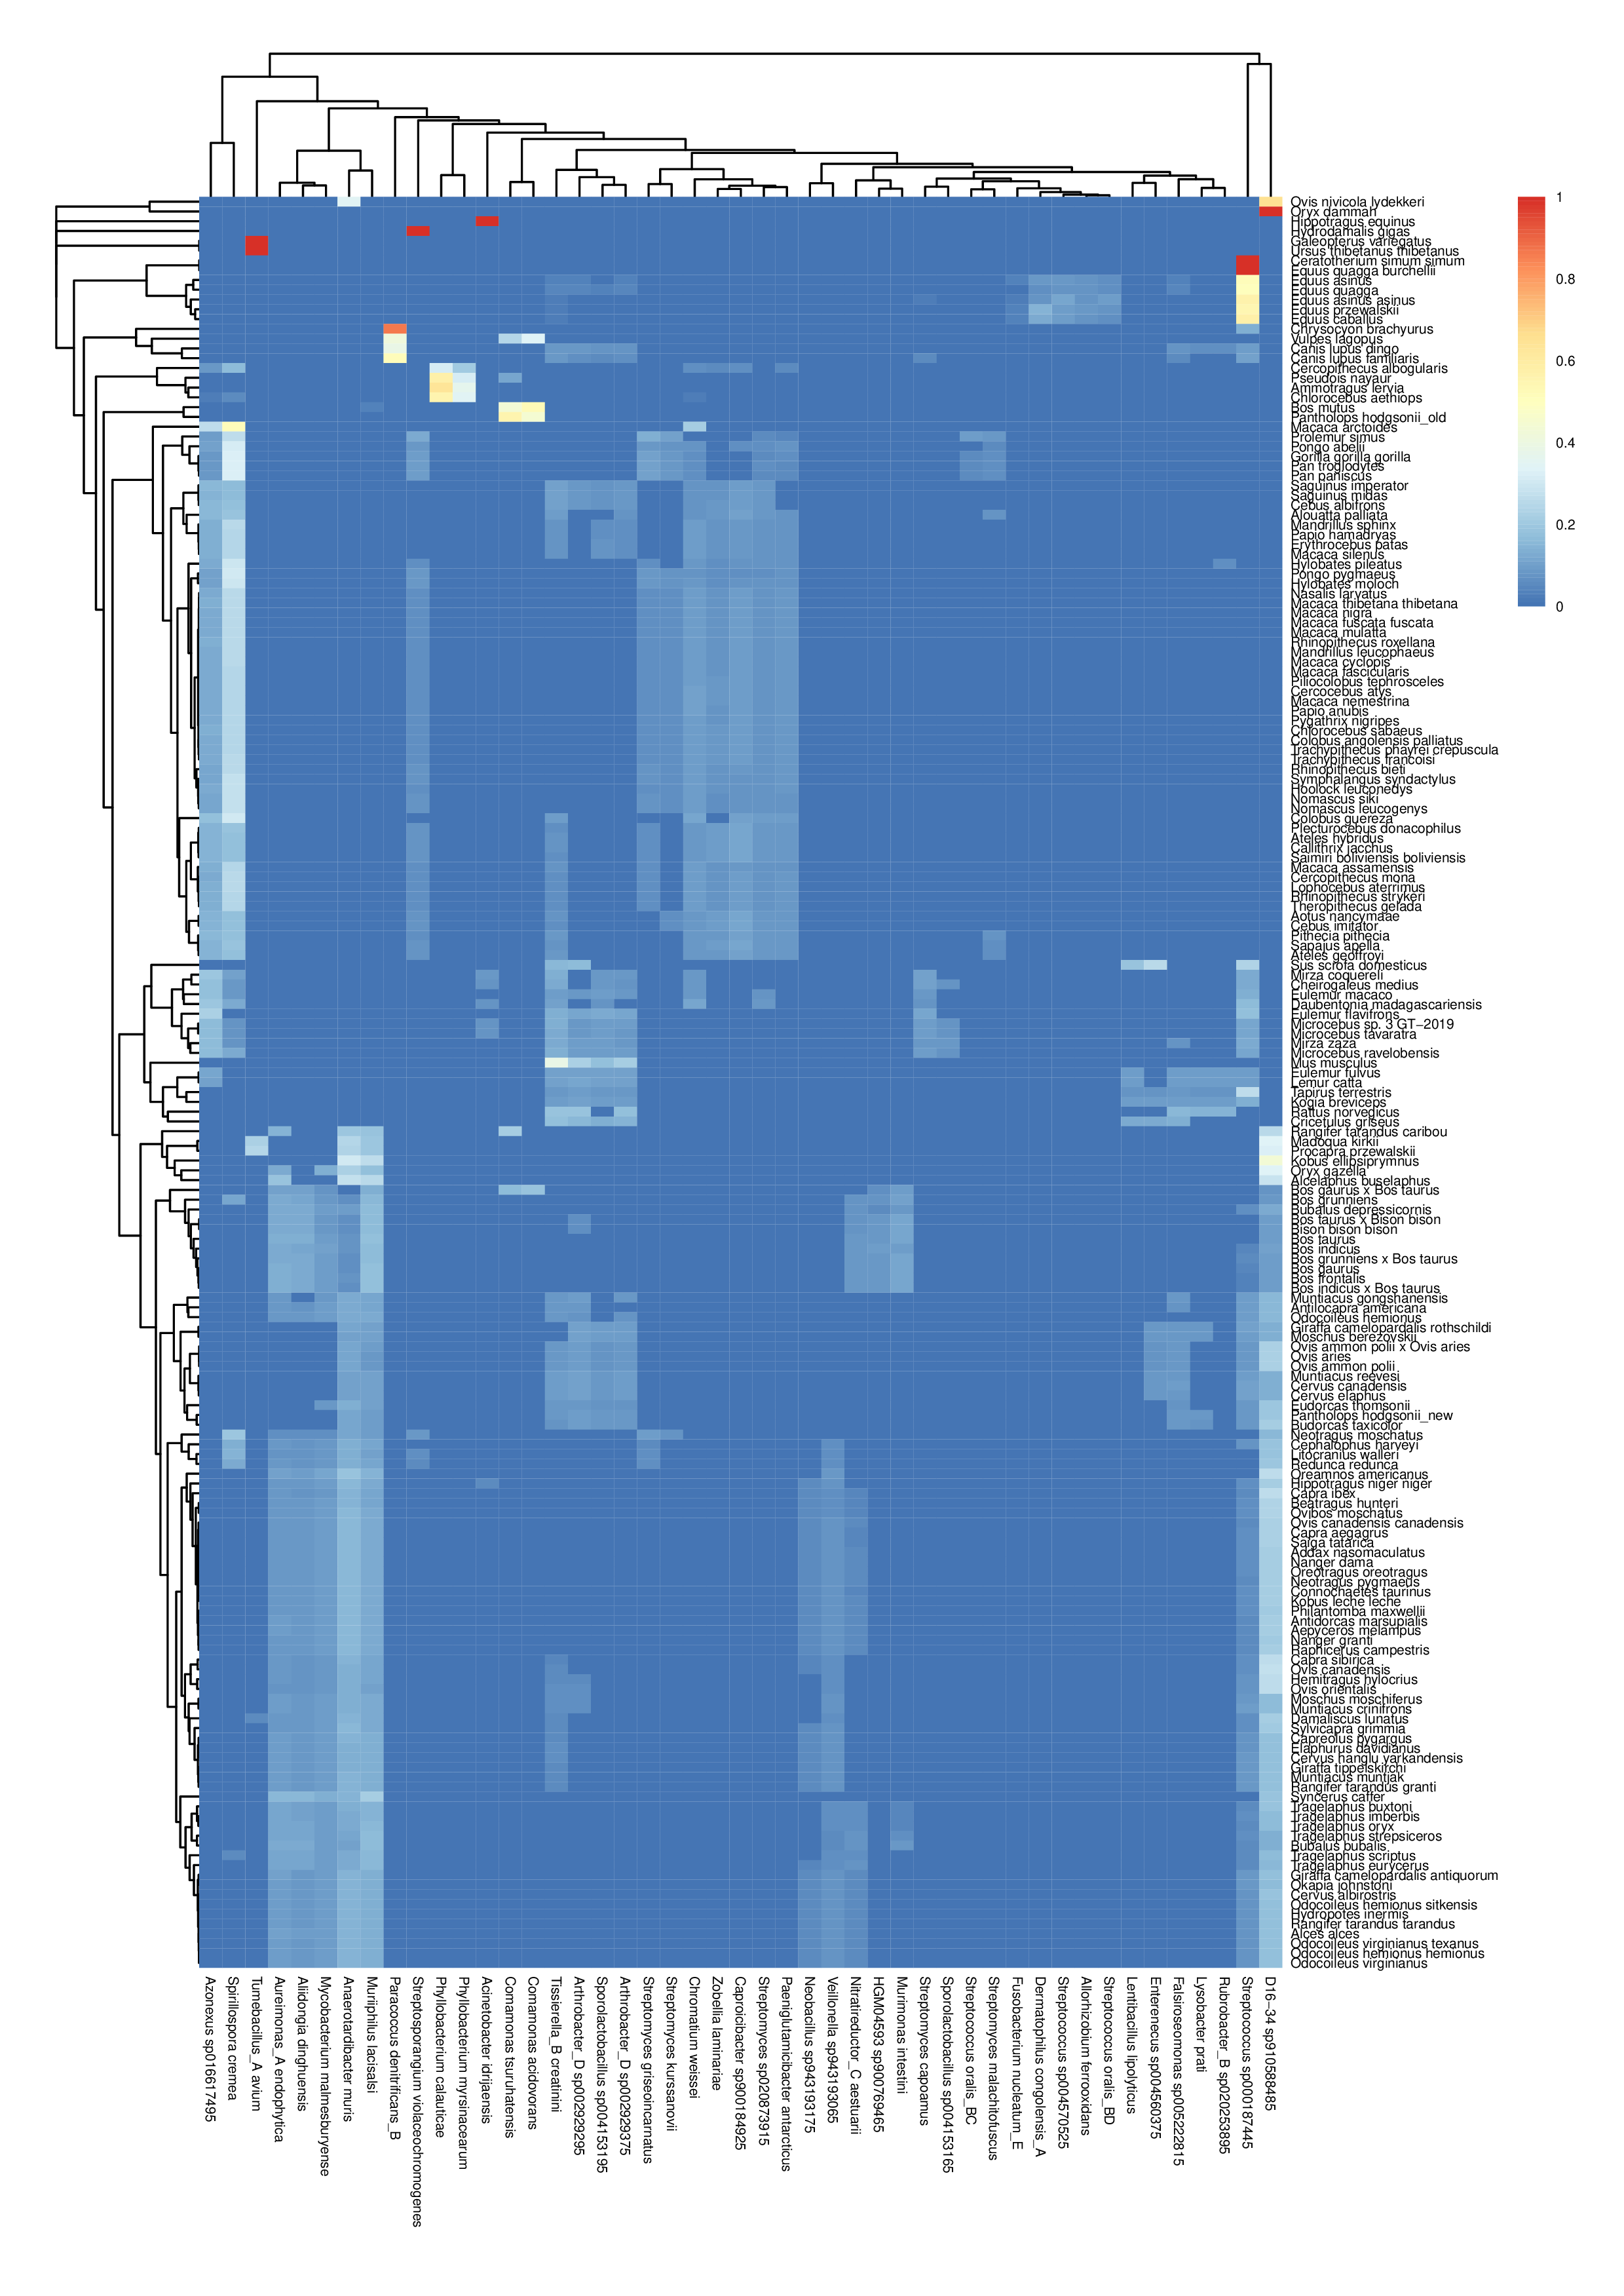 Ovis nivicola lydekkeri
Oryx dammah
Hippotragus equinus
Hydrodamalis gigas
Galeopterus variegatus
Ursus thibetanus thibetanus
Ceratotherium simum simum
Equus quagga burchellii
Equus asinus
Equus quagga
Equus asinus asinus
Equus przewalskii
Equus caballus
Chrysocyon brachyurus
Vulpes lagopus
Canis lupus dingo
Canis lupus familiaris
Cercopithecus albogularis
Pseudois nayaur
Ammotragus lervia
Chlorocebus aethiops
Bos mutus
Pantholops hodgsonii_old
Macaca arctoides
Prolemur simus
Pongo abelii
Gorilla gorilla gorilla
Pan troglodytes
Pan paniscus
Saguinus imperator
Saguinus midas
Cebus albifrons
Alouatta palliata
Mandrillus sphinx
Papio hamadryas
Erythrocebus patas
Macaca silenus
Hylobates pileatus
Pongo pygmaeus
Hylobates moloch
Nasalis larvatus
Macaca thibetana thibetana
Macaca nigra
Macaca fuscata fuscata
Macaca mulatta
Rhinopithecus roxellana
Mandrillus leucophaeus
Macaca cyclopis
Macaca fascicularis
Piliocolobus tephrosceles
Cercocebus atys
Macaca nemestrina
Papio anubis
Pygathrix nigripes
Chlorocebus sabaeus
Colobus angolensis palliatus
Trachypithecus phayrei crepuscula
Trachypithecus francoisi
Rhinopithecus bieti
Symphalangus syndactylus
Hoolock leuconedys
Nomascus siki
Nomascus leucogenys
Colobus guereza
Plecturocebus donacophilus
Ateles hybridus
Callithrix jacchus
Saimiri boliviensis boliviensis
Macaca assamensis
Cercopithecus mona
Lophocebus aterrimus
Rhinopithecus strykeri
Theropithecus gelada
Aotus nancymaae
Cebus imitator
Pithecia pithecia
Sapajus apella
Ateles geoffroyi
Sus scrofa domesticus
Mirza coquereli
Cheirogaleus medius
Eulemur macaco
Daubentonia madagascariensis
Eulemur flavifrons
Microcebus sp. 3 GT−2019
Microcebus tavaratra
Mirza zaza
Microcebus ravelobensis
Mus musculus
Eulemur fulvus
Lemur catta
Tapirus terrestris
Kogia breviceps
Rattus norvegicus
Cricetulus griseus
Rangifer tarandus caribou
Madoqua kirkii
Procapra przewalskii
Kobus ellipsiprymnus
Oryx gazella
Alcelaphus buselaphus
Bos gaurus x Bos taurus
Bos grunniens
Bubalus depressicornis
Bos taurus x Bison bison
Bison bison bison
Bos taurus
Bos indicus
Bos grunniens x Bos taurus
Bos gaurus
Bos frontalis
Bos indicus x Bos taurus
Muntiacus gongshanensis
Antilocapra americana
Odocoileus hemionus
Giraffa camelopardalis rothschildi
Moschus berezovskii
Ovis ammon polii x Ovis aries
Ovis aries
Ovis ammon polii
Muntiacus reevesi
Cervus canadensis
Cervus elaphus
Eudorcas thomsonii
Pantholops hodgsonii_new
Budorcas taxicolor
Neotragus moschatus
Cephalophus harveyi
Litocranius walleri
Redunca redunca
Oreamnos americanus
Hippotragus niger niger
Capra ibex
Beatragus hunteri
Ovibos moschatus
Ovis canadensis canadensis
Capra aegagrus
Saiga tatarica
Addax nasomaculatus
Nanger dama
Oreotragus oreotragus
Neotragus pygmaeus
Connochaetes taurinus
Kobus leche leche
Philantomba maxwellii
Antidorcas marsupialis
Aepyceros melampus
Nanger granti
Raphicerus campestris
Capra sibirica
Ovis canadensis
Hemitragus hylocrius
Ovis orientalis
Moschus moschiferus
Muntiacus crinifrons
Damaliscus lunatus
Sylvicapra grimmia
Capreolus pygargus
Elaphurus davidianus
Cervus hanglu yarkandensis
Giraffa tippelskirchi
Muntiacus muntjak
Rangifer tarandus granti
Syncerus caffer
Tragelaphus buxtoni
Tragelaphus imberbis
Tragelaphus oryx
Tragelaphus strepsiceros
Bubalus bubalis
Tragelaphus scriptus
Tragelaphus eurycerus
Giraffa camelopardalis antiquorum
Okapia johnstoni
Cervus albirostris
Odocoileus hemionus sitkensis
Hydropotes inermis
Rangifer tarandus tarandus
Alces alces
Odocoileus virginianus texanus
Odocoileus hemionus hemionus
Odocoileus virginianus
1
0.8
0.6
0.4
0.2
0
Azonexus sp016617495
Spirillospora cremea
Tumebacillus_A avium
Aureimonas_A endophytica
Aliidongia dinghuensis
Mycobacterium malmesburyense
Anaerotardibacter muris
Muriiphilus lacisalsi
Paracoccus denitrificans_B
Streptosporangium violaceochromogenes
Phyllobacterium calauticae
Phyllobacterium myrsinacearum
Acinetobacter idrijaensis
Comamonas tsuruhatensis
Comamonas acidovorans
Tissierella_B creatinini
Arthrobacter_D sp002929295
Sporolactobacillus sp004153195
Arthrobacter_D sp002929375
Streptomyces griseoincarnatus
Streptomyces kurssanovii
Chromatium weissei
Zobellia laminariae
Caproicibacter sp900184925
Streptomyces sp020873915
Paeniglutamicibacter antarcticus
Neobacillus sp943193175
Veillonella sp943193065
Nitratireductor_C aestuarii
HGM04593 sp900769465
Murimonas intestini
Streptomyces capoamus
Sporolactobacillus sp004153165
Streptococcus oralis_BC
Streptomyces malachitofuscus
Fusobacterium nucleatum_E
Dermatophilus congolensis_A
Streptococcus sp004570525
Allorhizobium ferrooxidans
Streptococcus oralis_BD
Lentibacillus lipolyticus
Enterenecus sp004560375
Falsiroseomonas sp005222815
Lysobacter prati
Rubrobacter_B sp020253895
Streptococcus sp000187445
D16−34 sp910588485